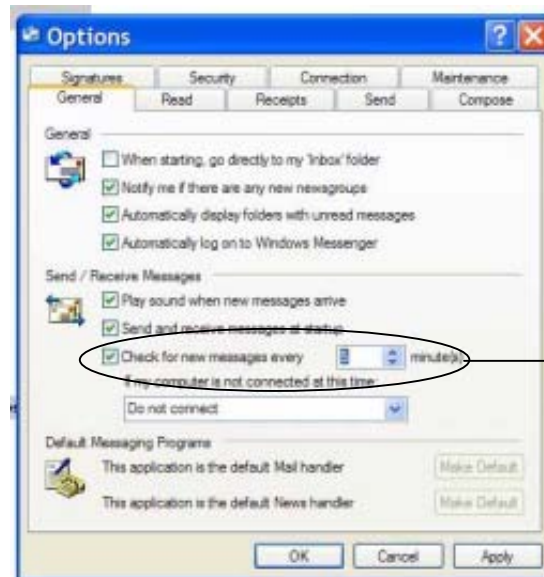 Options
Signatures Security Connection Maintenance
General Read Receipts Send Compose
General
When starting, go directly to my 'Inbox' folder
Notify me if there are any new newsgroups
Automatically display folders with unread messages
Automatically log on to Windows Messenger
Send / Receive Messages
Play sound when new messages arrive
Send and receive messages at startup
Check for new messages every minute(s)
If my computer is not connected at this time:
Do not connect
Default Messaging Programs
This application is the default Mail handler Make Default
This application is the default News handler Make Default
OK Cancel Apply